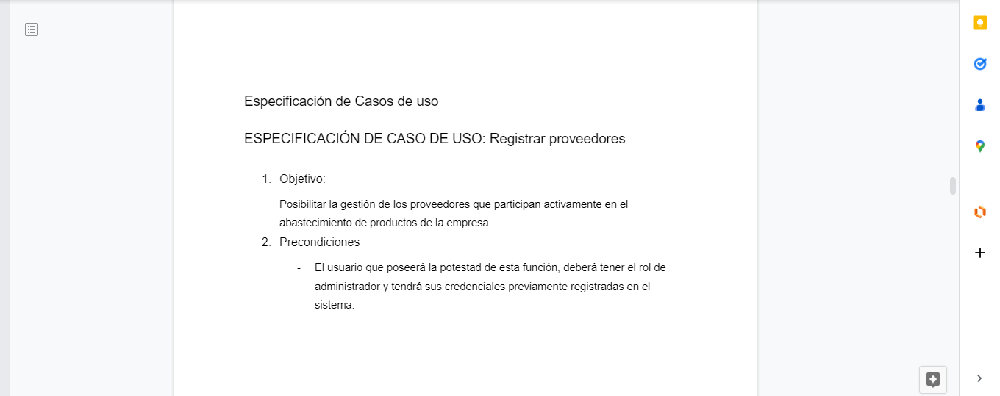 Especificación de Casos de uso
ESPECIFICACIÓN DE CASO DE USO: Registrar proveedores
1. Objetivo:
Posibilitar la gestión de los proveedores que participan activamente en el
abastecimiento de productos de la empresa.
2. Precondiciones
- El usuario que poseerá la potestad de esta función, deberá tener el rol de
administrador y tendrá sus credenciales previamente registradas en el
sistema.